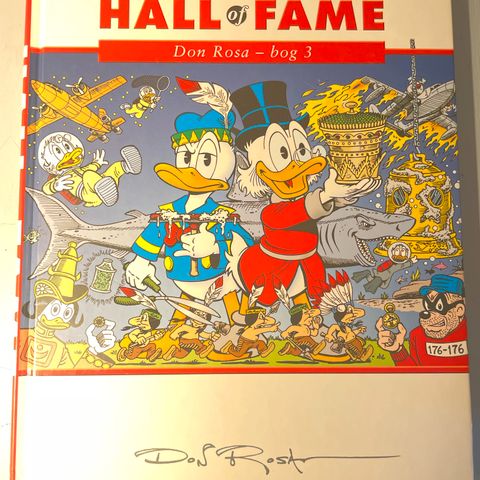 HALL of FAME
Don Rosa – bog 3
176-176
Don Rosa